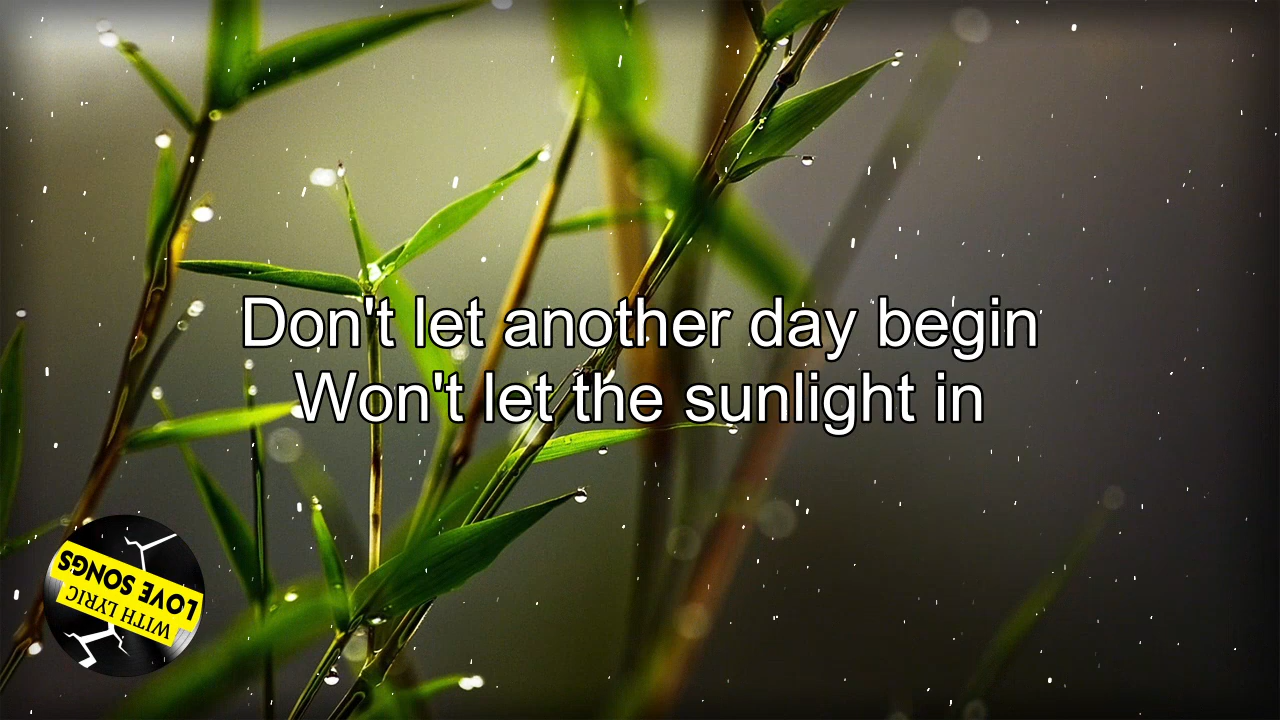 Don't let another day begin
Won't let the sunlight in
LOVE SONGS
WITH LYRIC